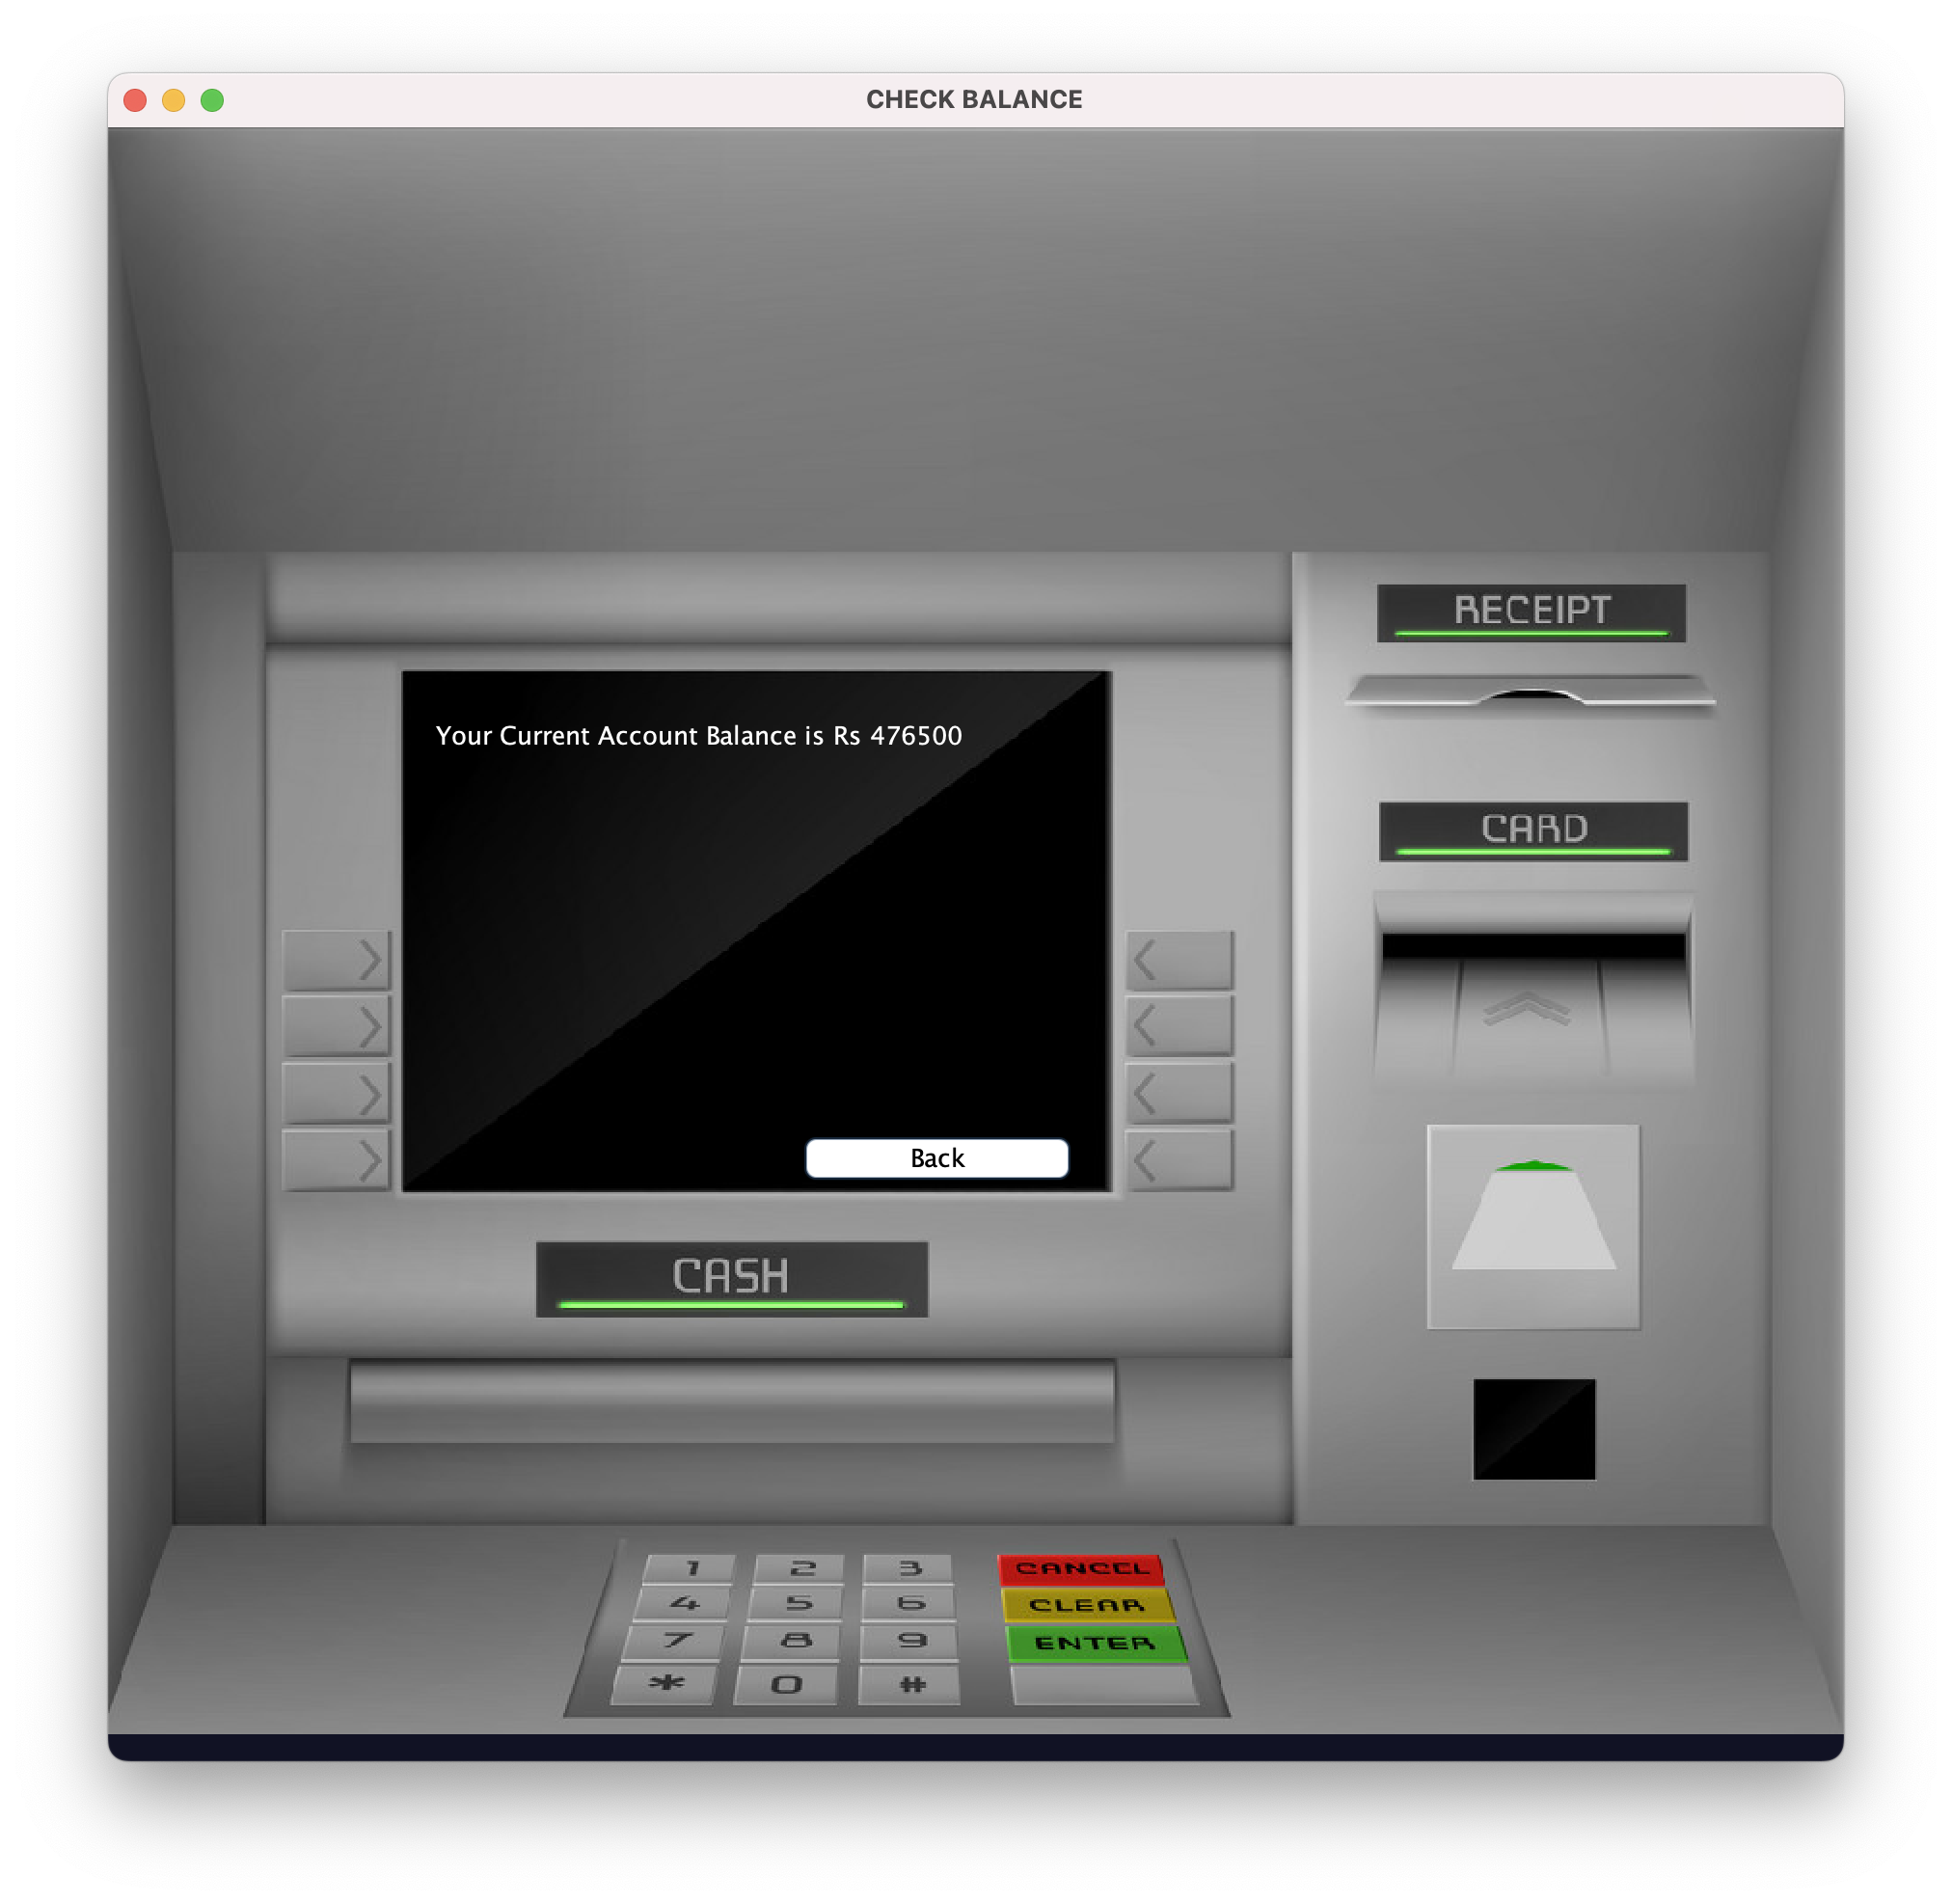 CHECK BALANCE
RECEIPT
Your Current Account Balance is Rs 476500
CARD
Back
CASH
1 2 3 CANCEL
4 5 6 CLEAR
7 8 9 ENTER
* 0 #